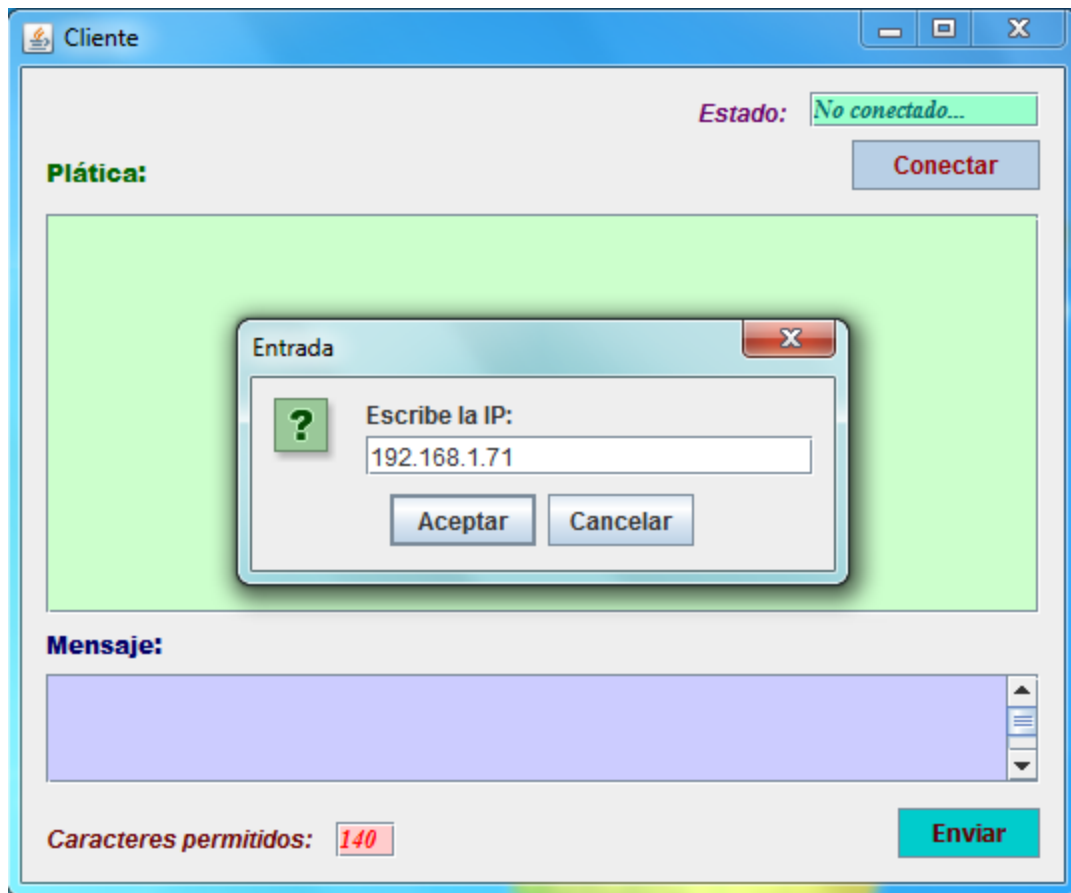 Cliente
Estado: No conectado...
Conectar
Plática:
Entrada
Escribe la IP:
192.168.1.71
Aceptar Cancelar
Mensaje:
Caracteres permitidos: 140
Enviar